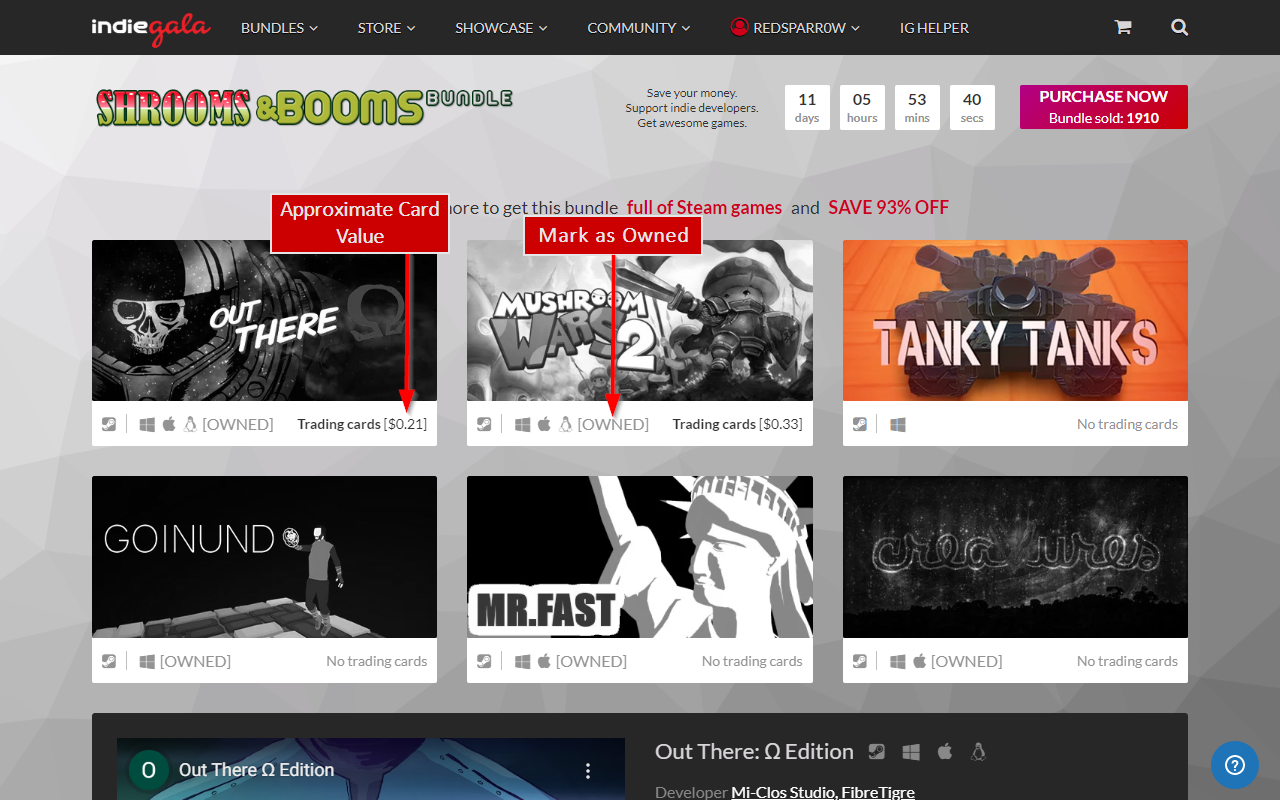 indiegala BUNDLES STORE SHOWCASE COMMUNITY REDSPARR0W IG HELPER
SHROOMS & BOOMS BUNDLE
Save your money.
Support indie developers.
Get awesome games.
11 days
05 hours
53 mins
40 secs
PURCHASE NOW
Bundle sold: 1910
Approximate Card
Value
more to get this bundle full of Steam games and SAVE 93% OFF
Mark as Owned
OUT
THERE
Ω
MUSHROOM
WARS
2
TANKY TANKS
[OWNED] Trading cards [$0.21]
[OWNED] Trading cards [$0.33]
No trading cards
GOINUND
MR.FAST
creatures
[OWNED] No trading cards
[OWNED] No trading cards
[OWNED] No trading cards
O Out There Ω Edition
Out There: Ω Edition
Developer Mi-Clos Studio, FibreTigre